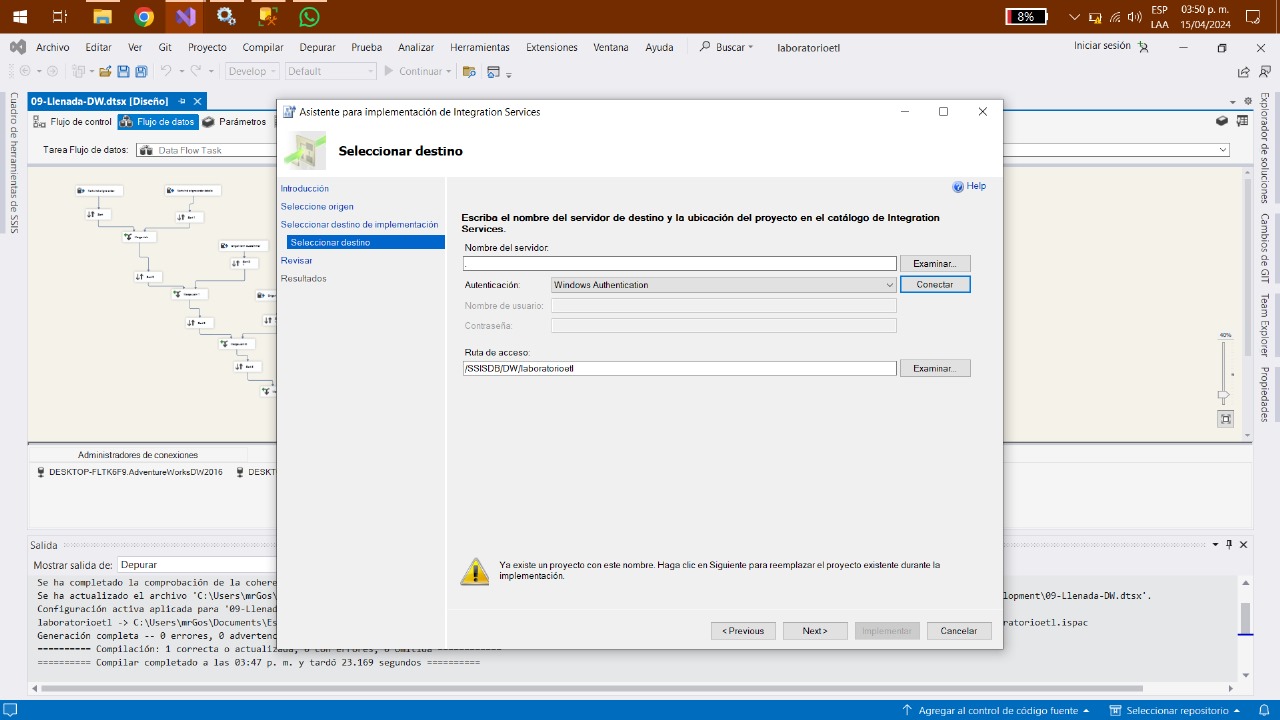 8%
ESP
LAA
03:50 p. m.
15/04/2024
Archivo Editar Ver Git Proyecto Compilar Depurar Prueba Analizar Herramientas Extensiones Ventana Ayuda Buscar laboratorioetl
Iniciar sesión
Develop Default Continuar
Cuadro de herramientas de SSIS
09-Llenada-DW.dtsx [Diseño]
Flujo de control Flujo de datos Parámetros
Tarea Flujo de datos: Data Flow Task
40%
Explorador de soluciones
Cambios de GIT
Team Explorer
Propiedades
Asistente para implementación de Integration Services
Seleccionar destino
Introducción
Seleccione origen
Seleccionar destino de implementación
Seleccionar destino
Revisar
Resultados
Help
Escriba el nombre del servidor de destino y la ubicación del proyecto en el catálogo de Integration
Services.
Nombre del servidor:
. Examinar...
Autenticación: Windows Authentication Conectar
Nombre de usuario:
Contraseña:
Ruta de acceso:
/SSISDB/DW/laboratorioetl Examinar...
Ya existe un proyecto con este nombre. Haga clic en Siguiente para reemplazar el proyecto existente durante la
implementación.
< Previous Next > Implementar Cancelar
Administradores de conexiones
DESKTOP-FLTK6F9.AdventureWorksDW2016 DESKT
Salida
Mostrar salida de: Depurar
Se ha completado la comprobación de la cohere
Se ha actualizado el archivo 'C:\Users\mrGos\ lopment\09-Llenada-DW.dtsx'.
Configuración activa aplicada para '09-Llenad
laboratorioetl -> C:\Users\mrGos\Documents\Es ratorioetl.ispac
Generación completa -- 0 errores, 0 advertenc
========== Compilación: 1 correcta o actualizada, 0 con errores, 0 omitida ============
========== Compilar completado a las 03:47 p. m. y tardó 23.169 segundos ==========
Agregar al control de código fuente Seleccionar repositorio